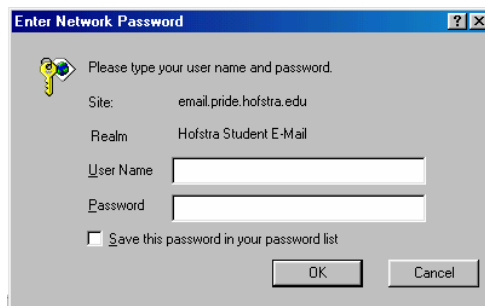 Enter Network Password
Please type your user name and password.
Site: email.pride.hofstra.edu
Realm Hofstra Student E-Mail
User Name
Password
Save this password in your password list
OK Cancel